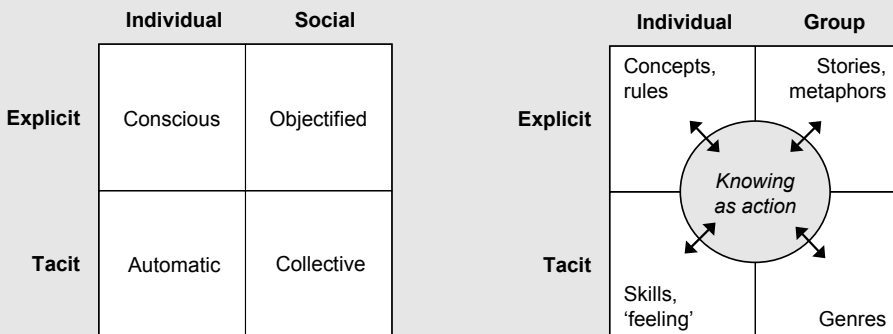 Individual Social
Explicit Conscious Objectified
Tacit Automatic Collective
Individual Group
Concepts,
rules
Stories,
metaphors
Explicit
Knowing
as action
Tacit
Skills,
‘feeling’
Genres